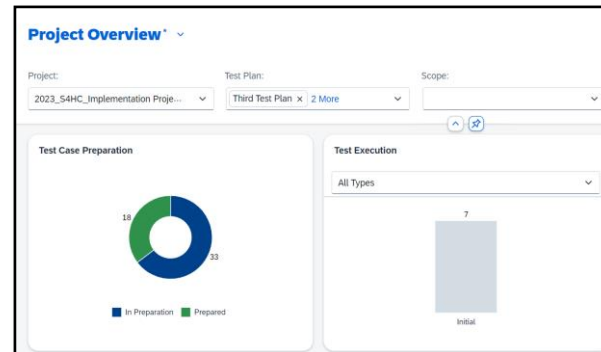 Project Overview*
Project:
Test Plan:
Scope:
2023_S4HC_Implementation Proje...
Third Test Plan × 2 More
Test Case Preparation
18
33
In Preparation
Prepared
Test Execution
All Types
7
Initial